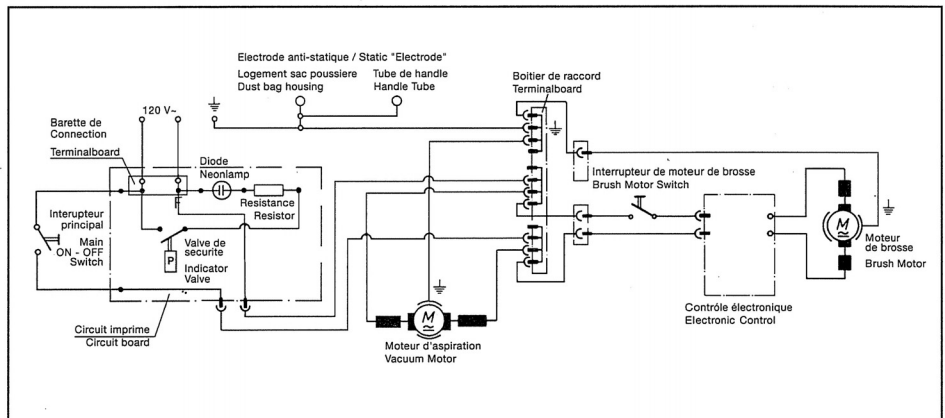 Electrode anti-statique / Static "Electrode"
Logement sac poussiere
Dust bag housing
Tube de handle
Handle Tube
Boitier de raccord
Terminalboard
120 V~
Barette de
Connection
Terminalboard
Diode
Neonlamp
Resistance
Resistor
Interupteur
principal
Main
ON - OFF
Switch
Valve de
securite
P
Indicator
Valve
Circuit imprime
Circuit board
M
Moteur d'aspiration
Vacuum Motor
Interrupteur de moteur de brosse
Brush Motor Switch
M
Moteur
de brosse
Brush Motor
Contrôle électronique
Electronic Control